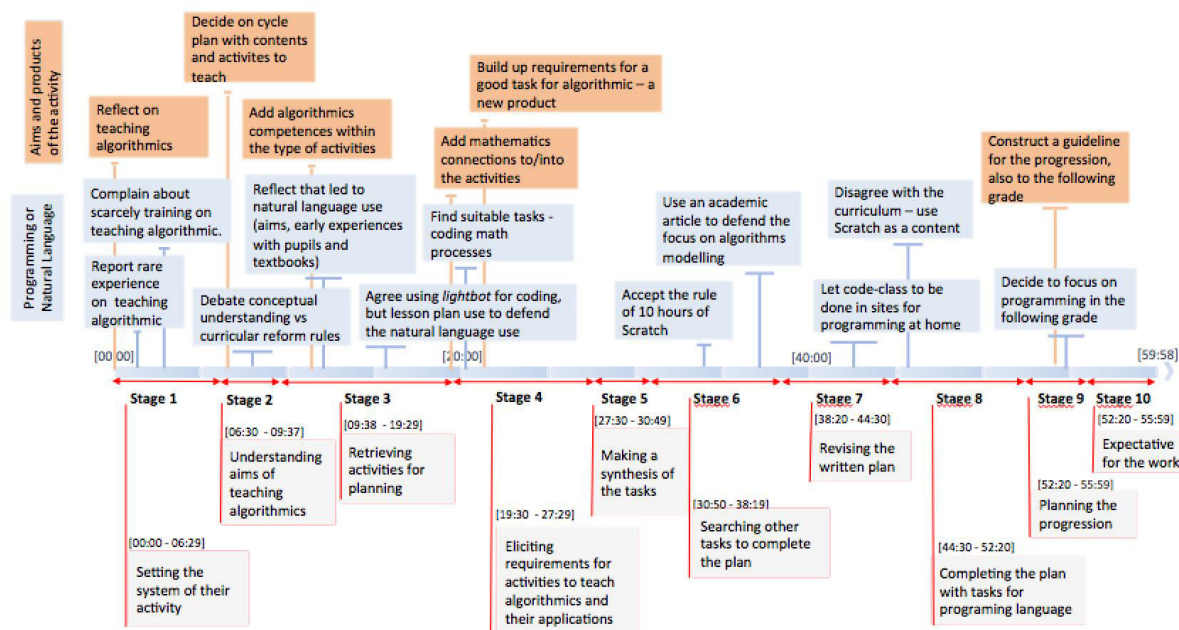 Aims and products
of the activity
Decide on cycle
plan with contents
and activites to
teach
Build up requirements for a
good task for algorithmic – a
new product
Reflect on
teaching
algorithmics
Add algorithmics
competences within
the type of activities
Add mathematics
connections to/into
the activities
Construct a guideline
for the progression,
also to the following
grade
Programming or
Natural Language
Complain about
scarcely training on
teaching algorithmic.
Reflect that led to
natural language use
(aims, early experiences
with pupils and
textbooks)
Find suitable tasks -
coding math
processes
Use an academic
article to defend the
focus on algorithms
modelling
Disagree with the
curriculum – use
Scratch as a content
Report rare
experience
on teaching
algorithmic
Debate conceptual
understanding vs
curricular reform rules
Agree using lightbot for coding,
but lesson plan use to defend
the natural language use
Accept the rule
of 10 hours of
Scratch
Let code-class to be
done in sites for
programming at home
Decide to focus on
programming in the
following grade
[00:00]
[20:00]
[40:00]
[59:58]
Stage 1
Stage 2
Stage 3
Stage 4
Stage 5
Stage 6
Stage 7
Stage 8
Stage 9
Stage 10
[00:00 - 06:29]
Setting the
system of their
activity
[06:30 - 09:37]
Understanding
aims of
teaching
algorithmics
[09:38 - 19:29]
Retrieving
activities for
planning
[19:30 - 27:29]
Eliciting
requirements for
activities to teach
algorithmics and
their applications
[27:30 - 30:49]
Making a
synthesis of
the tasks
[30:50 - 38:19]
Searching other
tasks to complete
the plan
[38:20 - 44:30]
Revising the
written plan
[44:30 - 52:20]
Completing the plan
with tasks for
programing language
[52:20 - 55:59]
Planning the
progression
[52:20 - 55:59]
Expectative
for the work